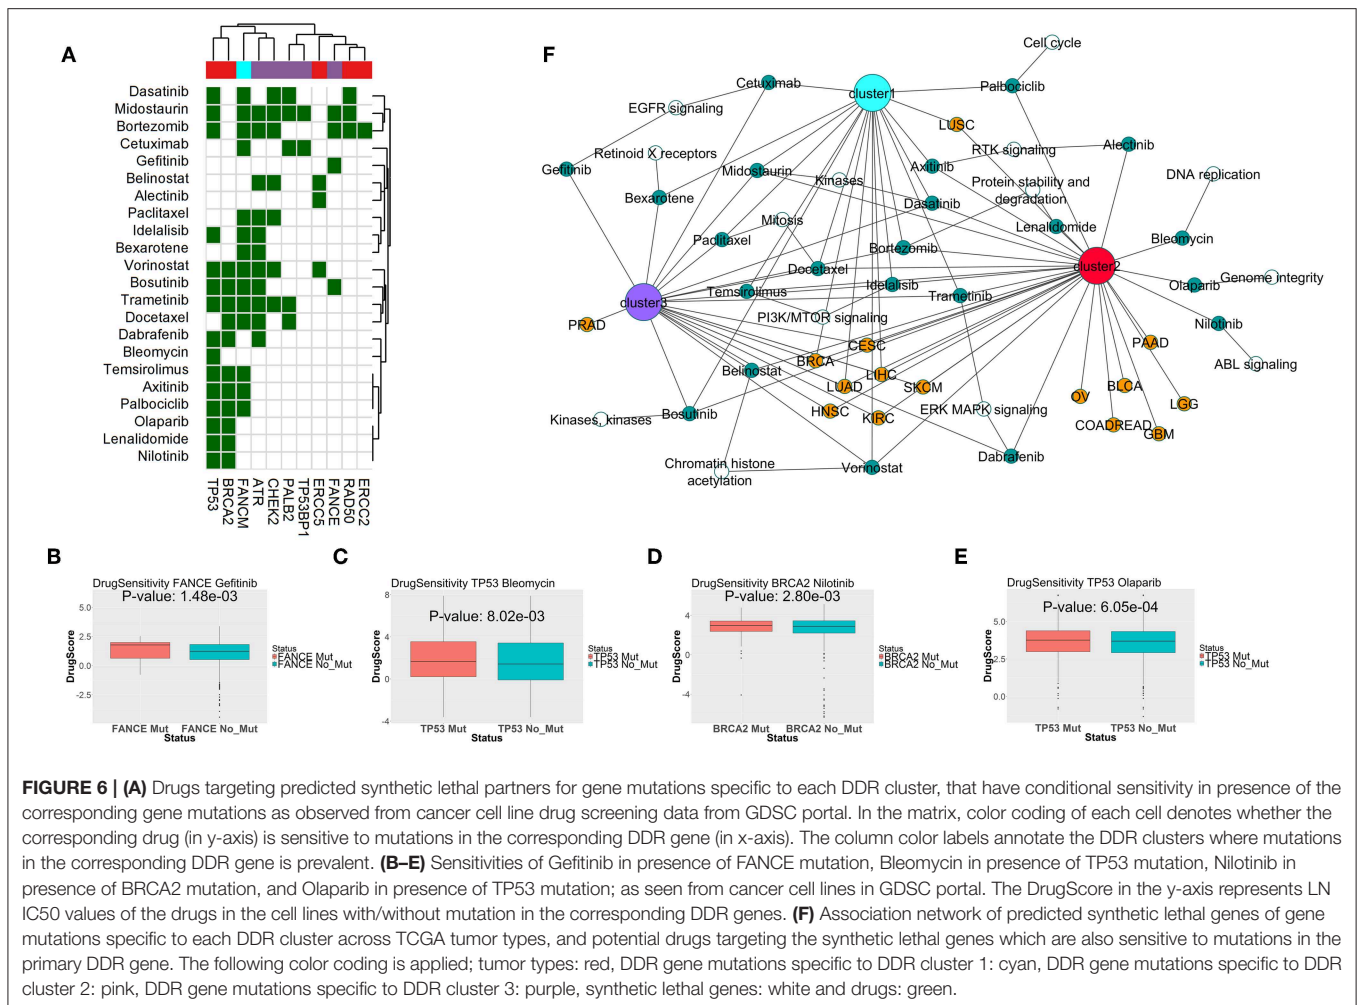 A
Dasatinib
Midostaurin
Bortezomib
Cetuximab
Gefitinib
Belinostat
Alectinib
Paclitaxel
Idelalisib
Bexarotene
Vorinostat
Bosutinib
Trametinib
Docetaxel
Dabrafenib
Bleomycin
Temsirolimus
Axitinib
Palbociclib
Olaparib
Lenalidomide
Nilotinib
TP53
BRCA2
FANCM
ATR
CHEK2
PALB2
TP53BP1
ERCC5
FANCE
RAD50
ERCC2
F
Cell cycle
Cetuximab
cluster1
Palbociclib
EGFR signaling
LUSC
Retinoid X receptors
RTK signaling
Alectinib
Gefitinib
Midostaurin
Kinases
Axitinib
DNA replication
Protein stability and
degradation
Bexarotene
Dasatinib
Mitosis
Lenalidomide
Paclitaxel
Bortezomib
Bleomycin
Docetaxel
cluster2
Temsirolimus
Idelalisib
Trametinib
Olaparib
Genome integrity
cluster3
PI3K/MTOR signaling
PRAD
Nilotinib
CESC
PAAD
BRCA
ABL signaling
Belinostat
LIHC
LUAD
SKCM
BLCA
OV
LGG
Kinases, kinases
Bosutinib
HNSC
KIRC
ERK MAPK signaling
COADREAD
GBM
Chromatin histone
acetylation
Vorinostat
Dabrafenib
B
DrugSensitivity FANCE Gefitinib
P-value: 1.48e-03
DrugScore
5.0
2.5
0.0
-2.5
FANCE Mut
FANCE No_Mut
Status
Status
FANCE Mut
FANCE No_Mut
C
DrugSensitivity TP53 Bleomycin
P-value: 8.02e-03
DrugScore
8
4
0
-4
TP53 Mut
TP53 No_Mut
Status
Status
TP53 Mut
TP53 No_Mut
D
DrugSensitivity BRCA2 Nilotinib
P-value: 2.80e-03
DrugScore
4
0
-4
BRCA2 Mut
BRCA2 No_Mut
Status
Status
BRCA2 Mut
BRCA2 No_Mut
E
DrugSensitivity TP53 Olaparib
P-value: 6.05e-04
DrugScore
5.0
2.5
0.0
TP53 Mut
TP53 No_Mut
Status
Status
TP53 Mut
TP53 No_Mut
FIGURE 6 | (A) Drugs targeting predicted synthetic lethal partners for gene mutations specific to each DDR cluster, that have conditional sensitivity in presence of the
corresponding gene mutations as observed from cancer cell line drug screening data from GDSC portal. In the matrix, color coding of each cell denotes whether the
corresponding drug (in y-axis) is sensitive to mutations in the corresponding DDR gene (in x-axis). The column color labels annotate the DDR clusters where mutations
in the corresponding DDR gene is prevalent. (B–E) Sensitivities of Gefitinib in presence of FANCE mutation, Bleomycin in presence of TP53 mutation, Nilotinib in
presence of BRCA2 mutation, and Olaparib in presence of TP53 mutation; as seen from cancer cell lines in GDSC portal. The DrugScore in the y-axis represents LN
IC50 values of the drugs in the cell lines with/without mutation in the corresponding DDR genes. (F) Association network of predicted synthetic lethal genes of gene
mutations specific to each DDR cluster across TCGA tumor types, and potential drugs targeting the synthetic lethal genes which are also sensitive to mutations in the
primary DDR gene. The following color coding is applied; tumor types: red, DDR gene mutations specific to DDR cluster 1: cyan, DDR gene mutations specific to DDR
cluster 2: pink, DDR gene mutations specific to DDR cluster 3: purple, synthetic lethal genes: white and drugs: green.